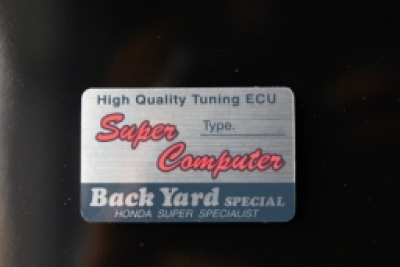 High Quality Tuning ECU
Super Type.
Computer
Back Yard SPECIAL
HONDA SUPER SPECIALIST